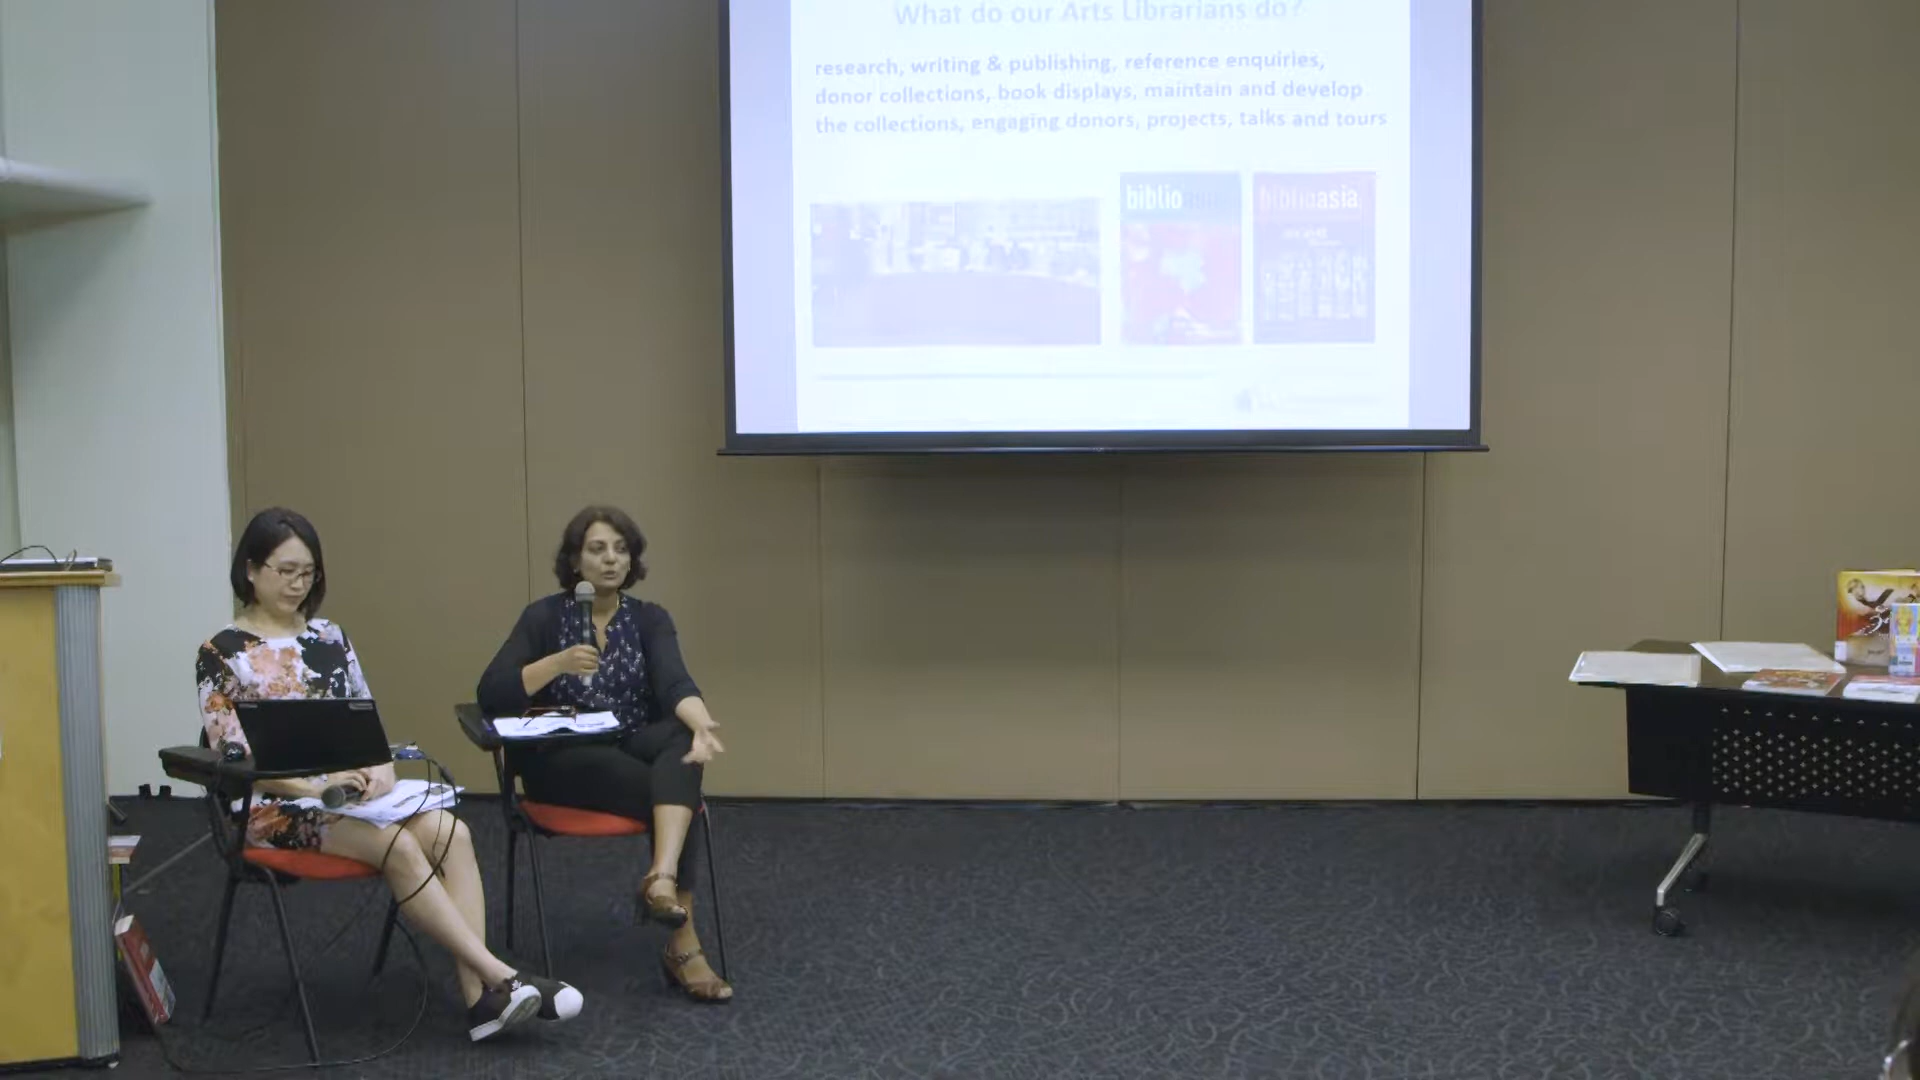 What do our Arts Librarians do?
research, writing & publishing, reference enquiries,
donor collections, book displays, maintain and develop
the collections, engaging donors, projects, talks and tours
biblio
biblioasia